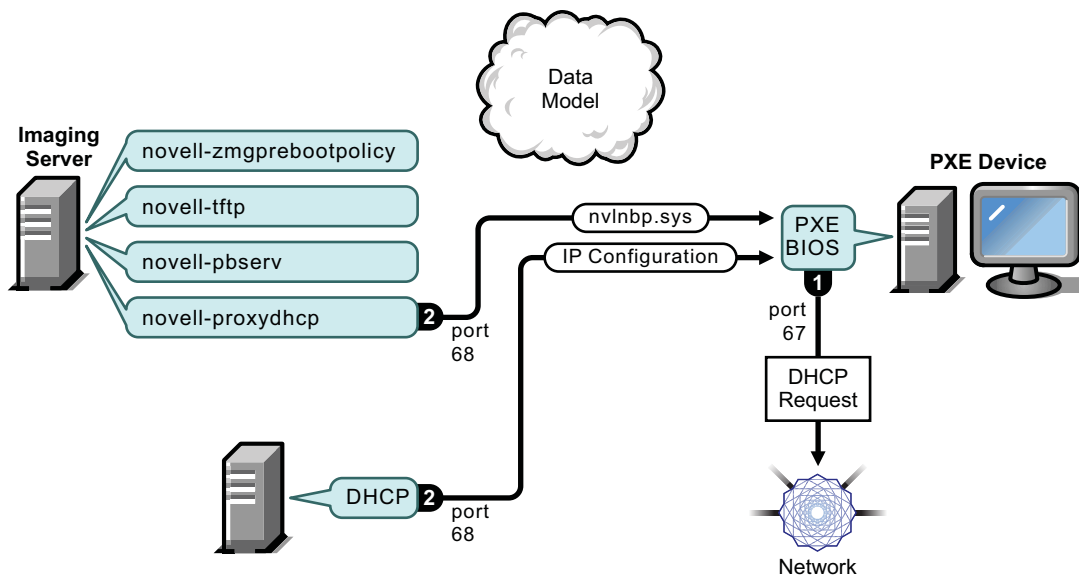 Data
Model
Imaging
Server
novell-zmgprebootpolicy
novell-tftp
novell-pbserv
novell-proxydhcp
2
port
68
nvlnbp.sys
IP Configuration
PXE
BIOS
PXE Device
1
port
67
DHCP
Request
Network
DHCP
2
port
68